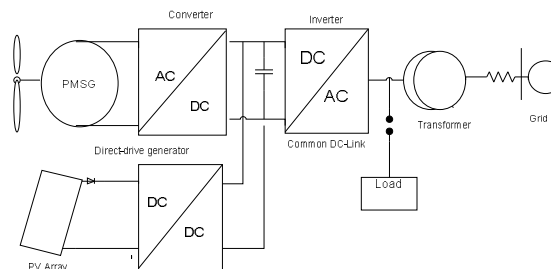 Converter
Inverter
PMSG
AC
DC
DC
AC
Grid
Transformer
Direct-drive generator
Common DC-Link
Load
DC
DC
PV Array